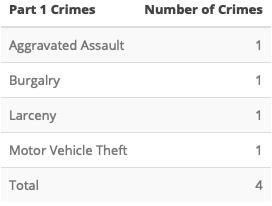 Part 1 Crimes Number of Crimes
Aggravated Assault 1
Burgalry 1
Larceny 1
Motor Vehicle Theft 1
Total 4